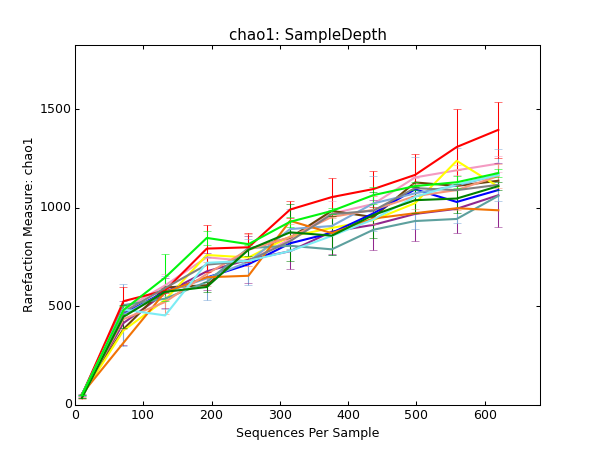 chao1: SampleDepth
Rarefaction Measure: chao1
1500
1000
500
0
0 100 200 300 400 500 600
Sequences Per Sample